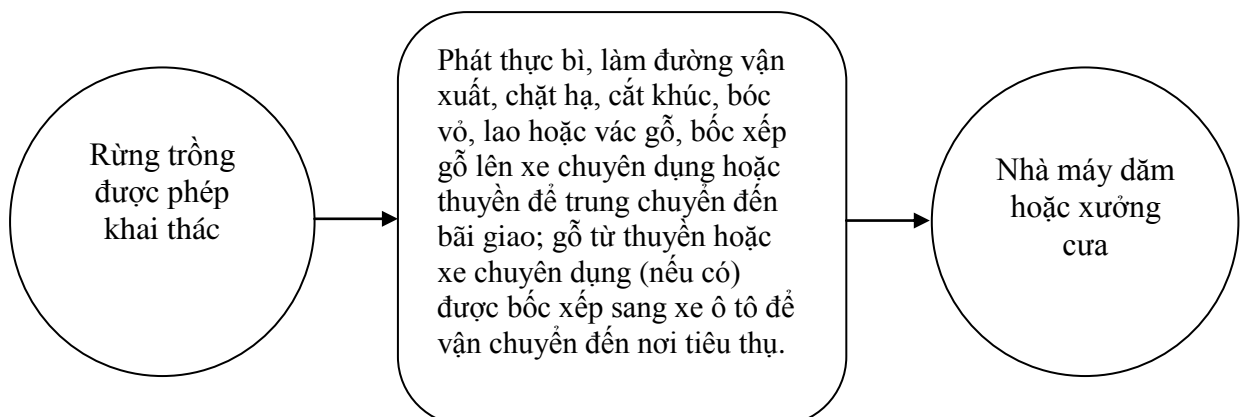 Rừng trồng
được phép
khai thác
Phát thực bì, làm đường vận
xuất, chặt hạ, cắt khúc, bóc
vỏ, lao hoặc vác gỗ, bốc xếp
gỗ lên xe chuyên dụng hoặc
thuyền để trung chuyển đến
bãi giao; gỗ từ thuyền hoặc
xe chuyên dụng (nếu có)
được bốc xếp sang xe ô tô để
vận chuyển đến nơi tiêu thụ.
Nhà máy dăm
hoặc xưởng
cưa